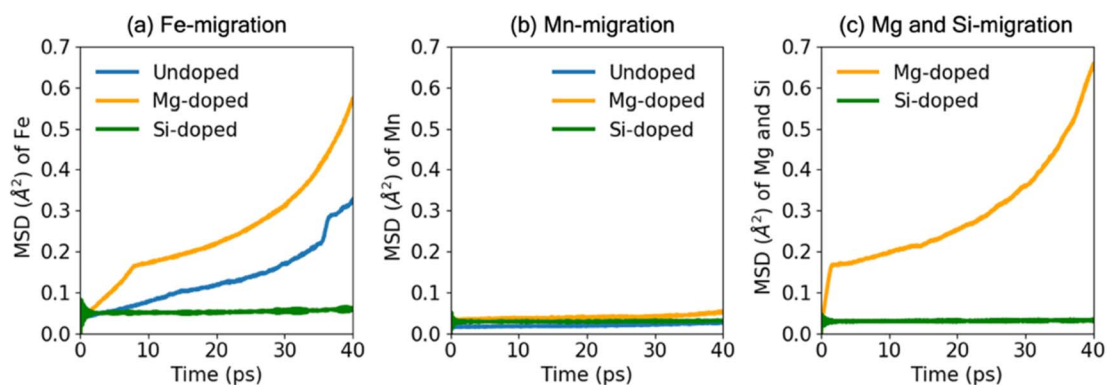 (a) Fe-migration
MSD (Å²) of Fe
0.7
0.6
0.5
0.4
0.3
0.2
0.1
0.0
Undoped
Mg-doped
Si-doped
0 10 20 30 40
Time (ps)
(b) Mn-migration
MSD (Å²) of Mn
0.7
0.6
0.5
0.4
0.3
0.2
0.1
0.0
Undoped
Mg-doped
Si-doped
0 10 20 30 40
Time (ps)
(c) Mg and Si-migration
MSD (Å²) of Mg and Si
0.7
0.6
0.5
0.4
0.3
0.2
0.1
0.0
Mg-doped
Si-doped
0 10 20 30 40
Time (ps)